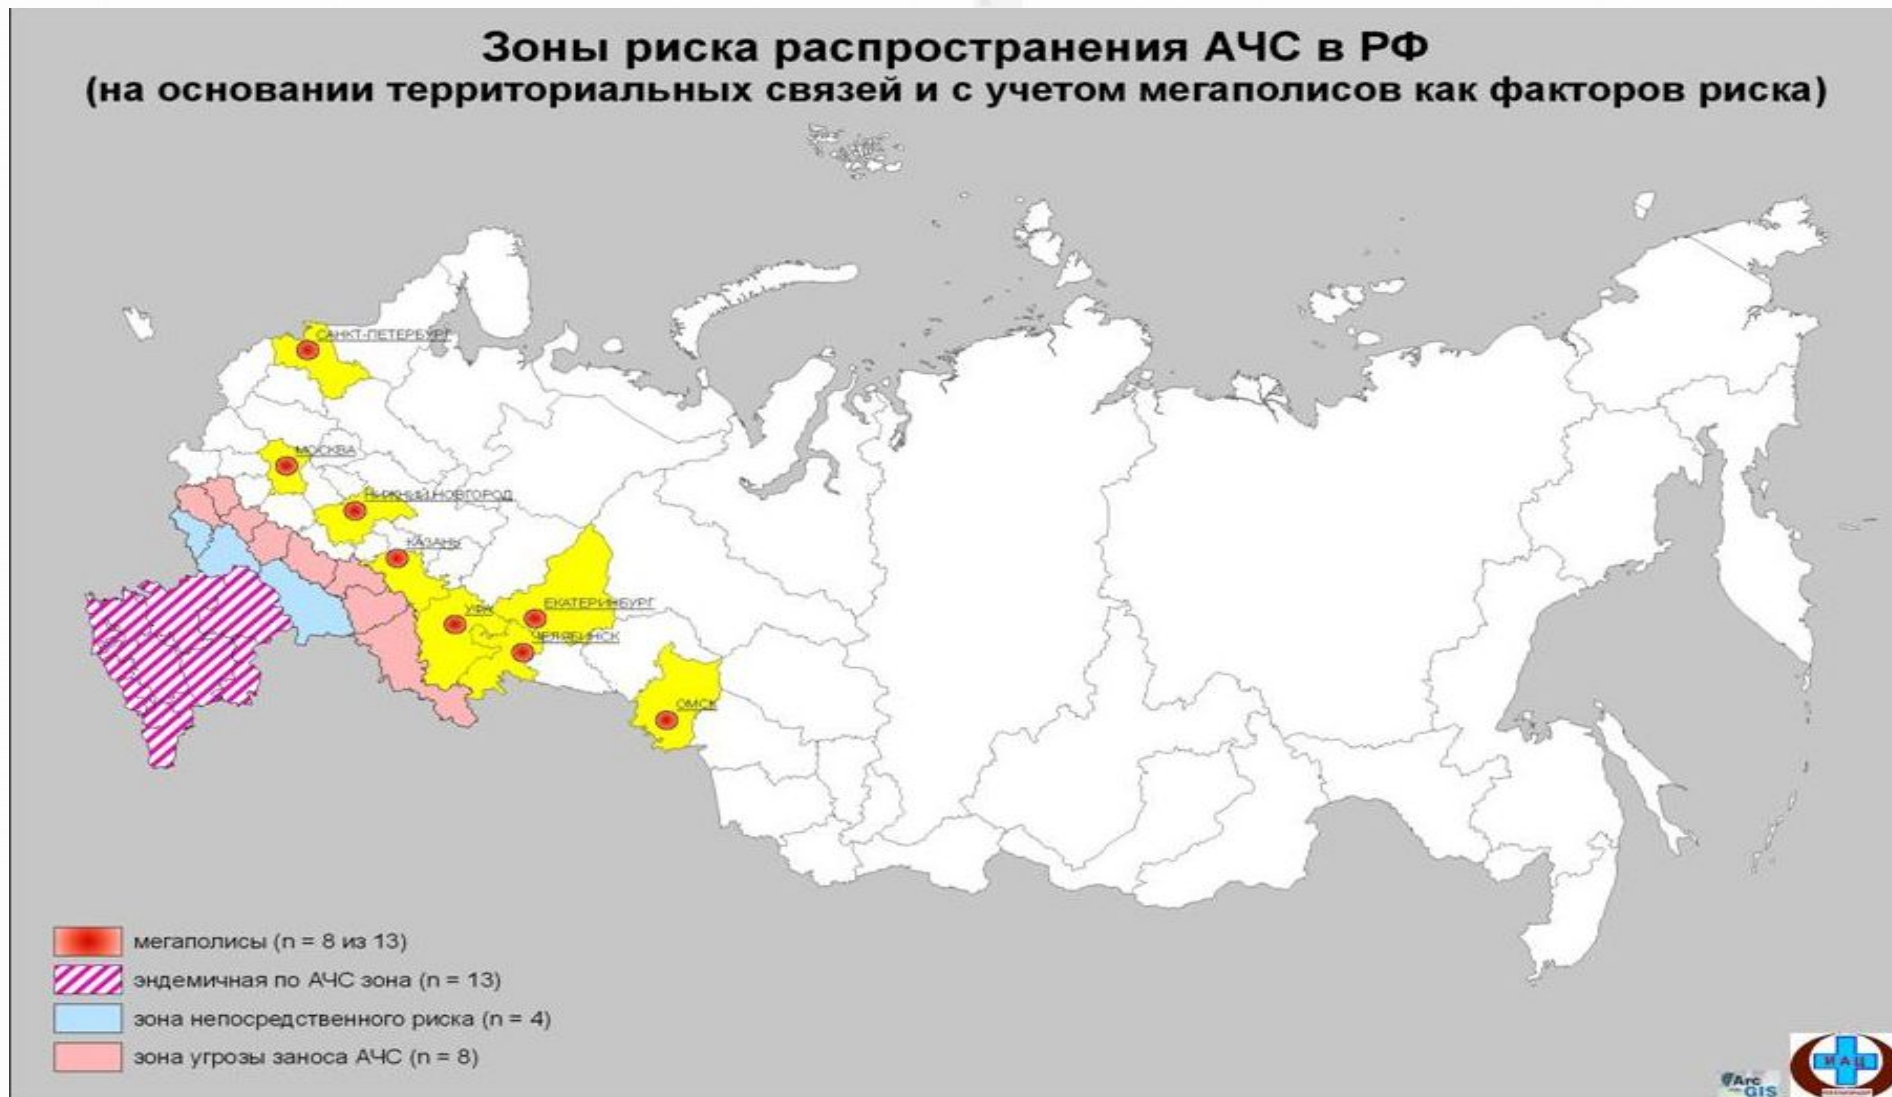 Зоны риска распространения АЧС в РФ
(на основании территориальных связей и с учетом мегаполисов как факторов риска)
САНКТ-ПЕТЕРБУРГ
МОСКВА
НИЖНИЙ НОВГОРОД
КАЗАНЬ
УФА
ЕКАТЕРИНБУРГ
ЧЕЛЯБИНСК
ОМСК
мегаполисы (n = 8 из 13)
эндемичная по АЧС зона (n = 13)
зона непосредственного риска (n = 4)
зона угрозы заноса АЧС (n = 8)
Arc
GIS
ИАЦ